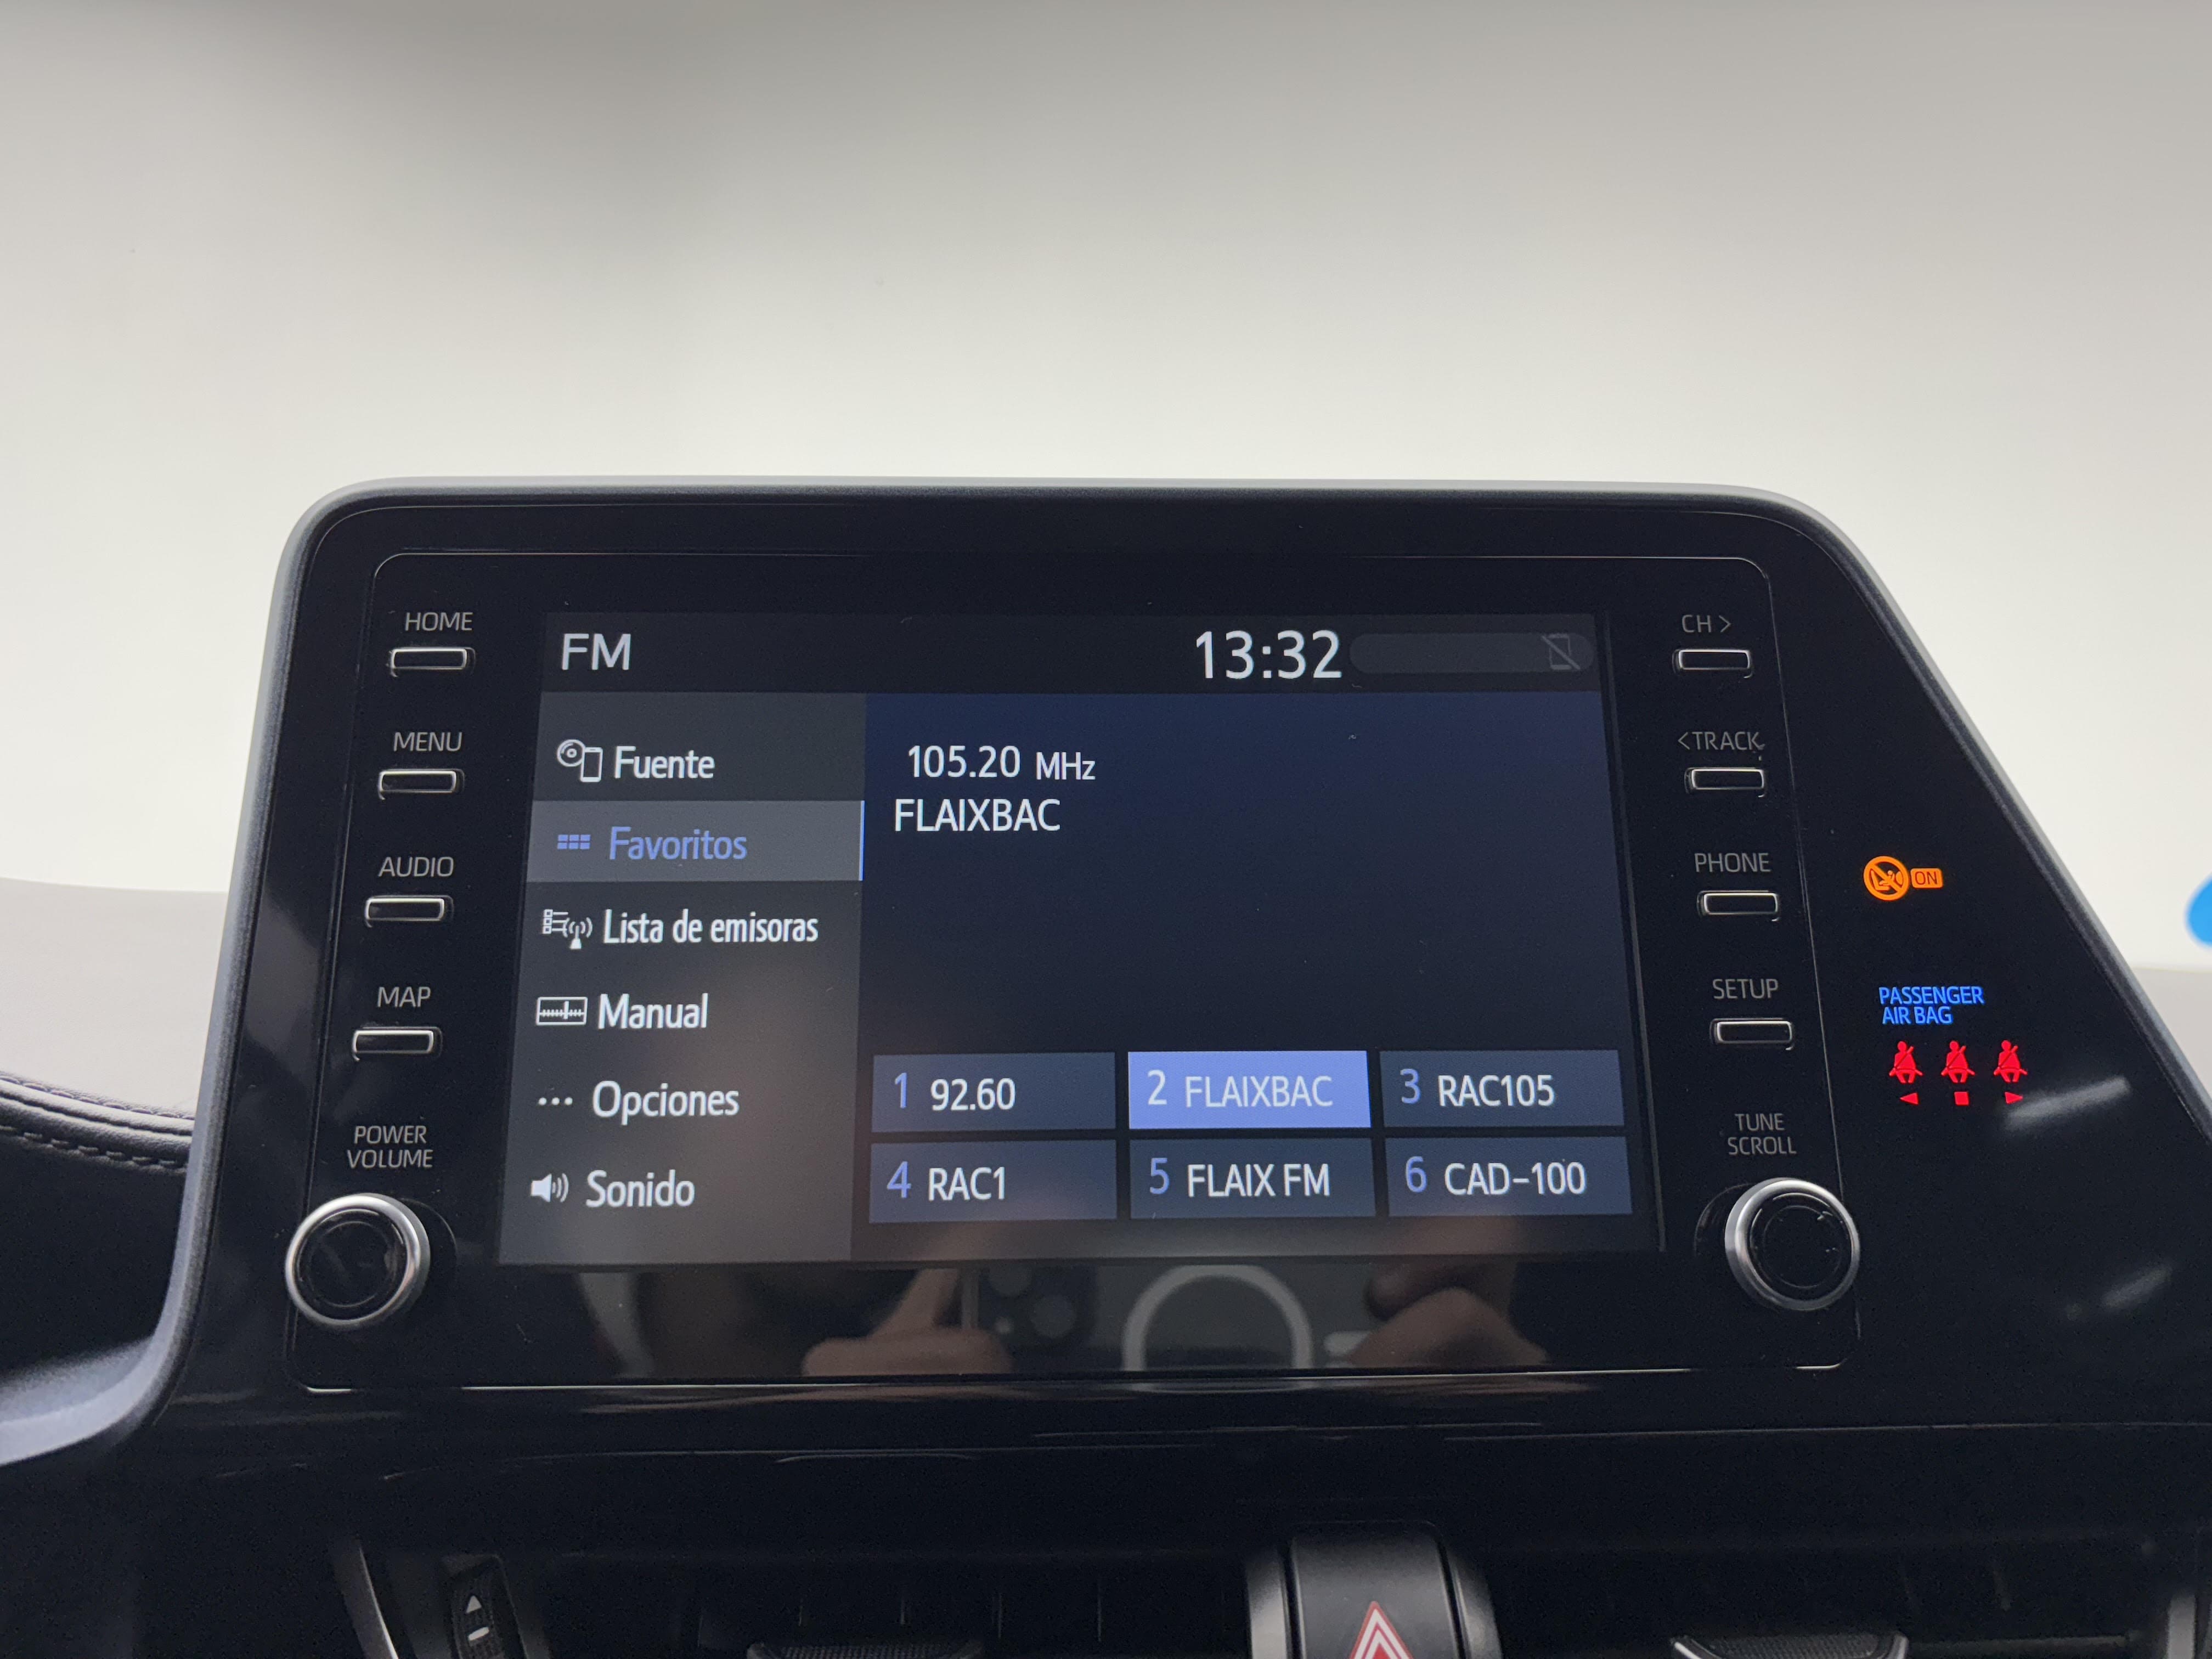 HOME
MENU
AUDIO
MAP
POWER
VOLUME
FM
13:32
Fuente
Favoritos
Lista de emisoras
Manual
Opciones
Sonido
105.20 MHz
FLAIXBAC
1 92.60
2 FLAIXBAC
3 RAC105
4 RAC1
5 FLAIX FM
6 CAD-100
CH >
<TRACK
PHONE
SETUP
TUNE
SCROLL
ON
PASSENGER
AIR BAG